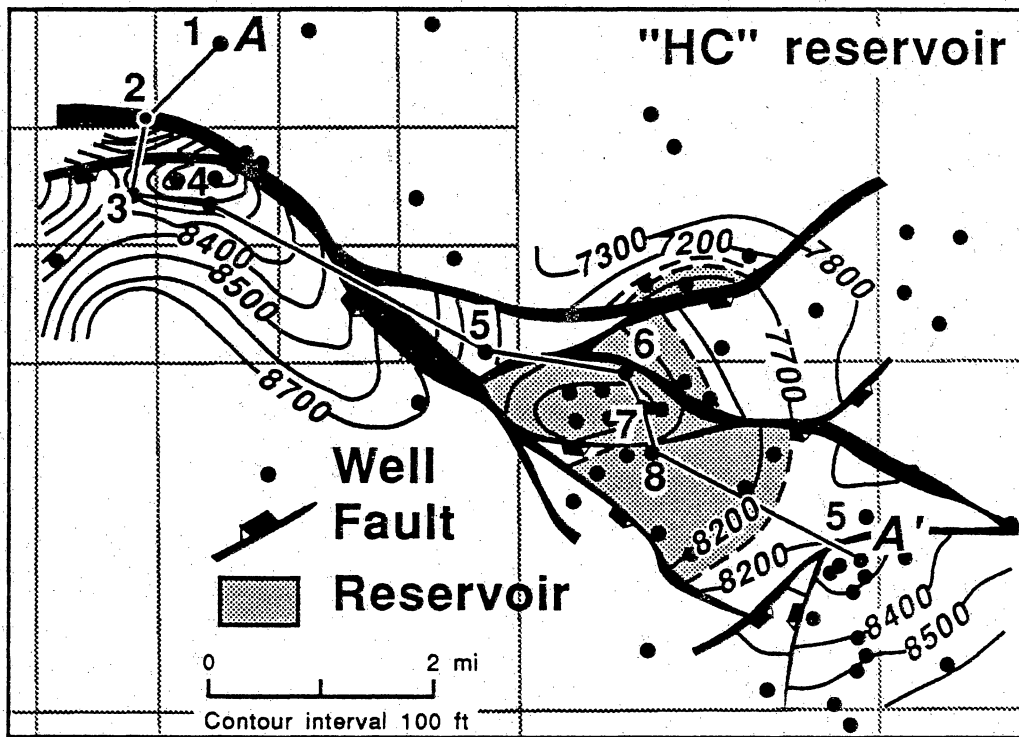 1 A
"HC" reservoir
2
4
3
8400
7300
7200
7800
8500
5
6
7700
8700
7
8
Well
Fault
8200
5
A'
8200
Reservoir
8400
8500
0 2 mi
Contour interval 100 ft